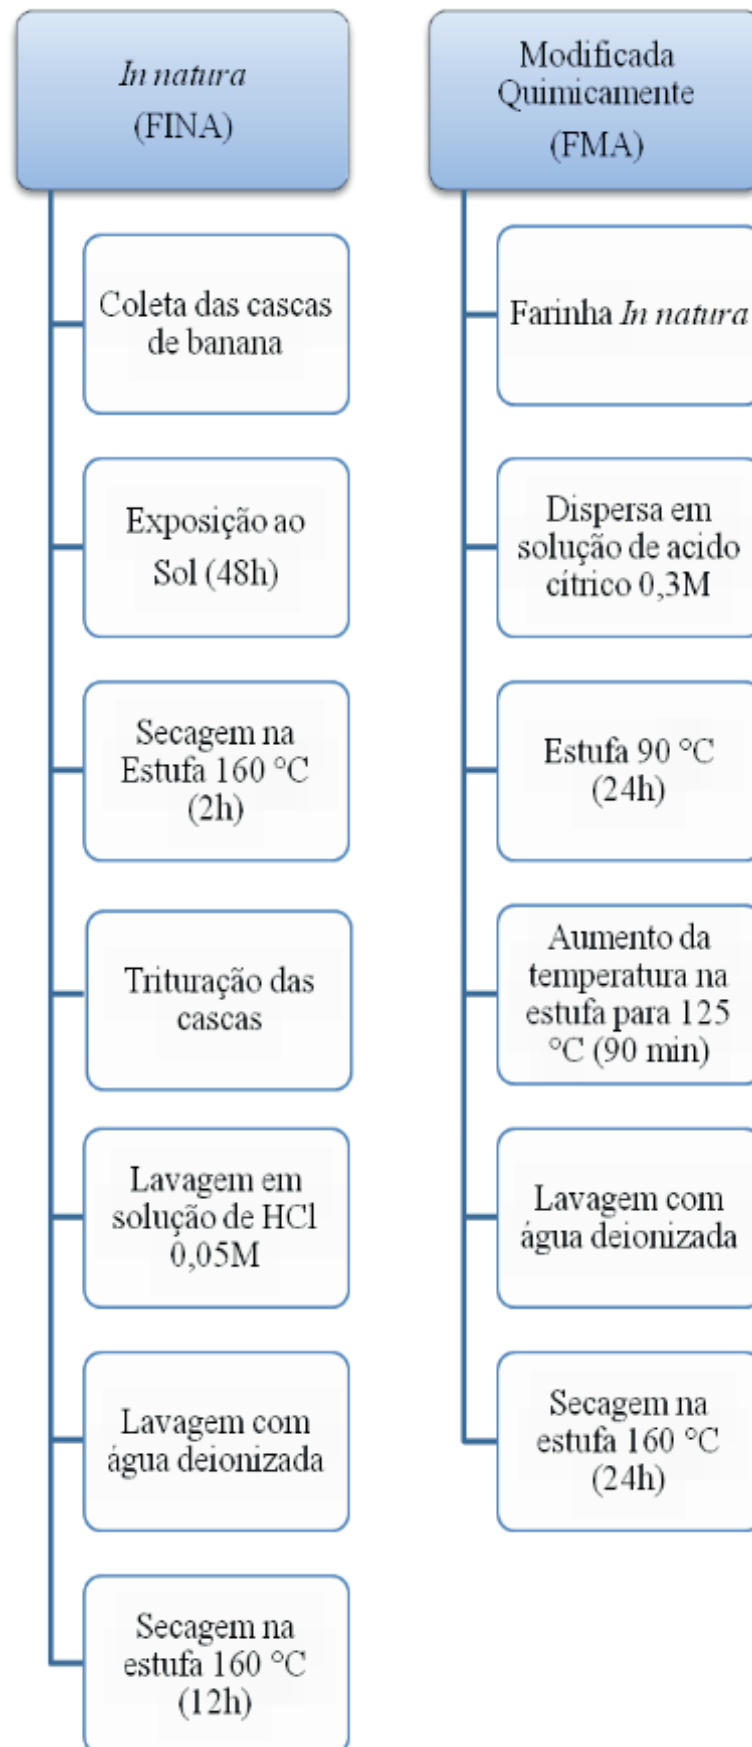 In natura
(FINA)
Coleta das cascas
de banana
Exposição ao
Sol (48h)
Secagem na
Estufa 160 °C
(2h)
Trituração das
cascas
Lavagem em
solução de HCl
0,05M
Lavagem com
água deionizada
Secagem na
estufa 160 °C
(12h)
Modificada
Quimicamente
(FMA)
Farinha In natura
Dispersa em
solução de acido
cítrico 0,3M
Estufa 90 °C
(24h)
Aumento da
temperatura na
estufa para 125
°C (90 min)
Lavagem com
água deionizada
Secagem na
estufa 160 °C
(24h)